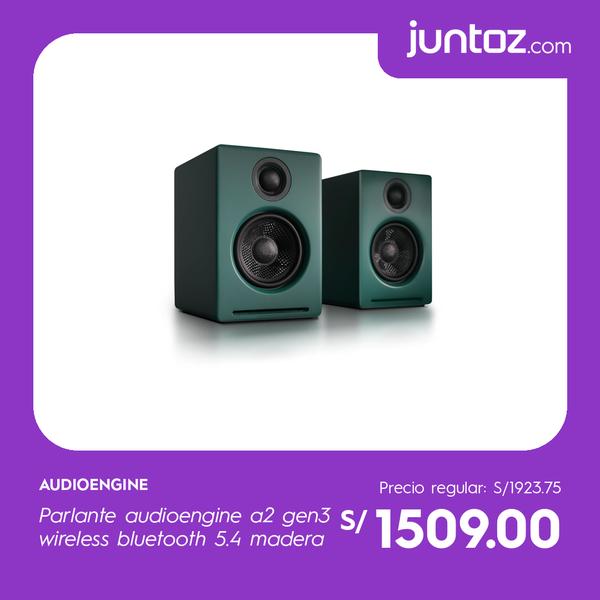 juntoz.com
AUDIOENGINE
Parlante audioengine a2 gen3
wireless bluetooth 5.4 madera
Precio regular: S/1923.75
S/ 1509.00